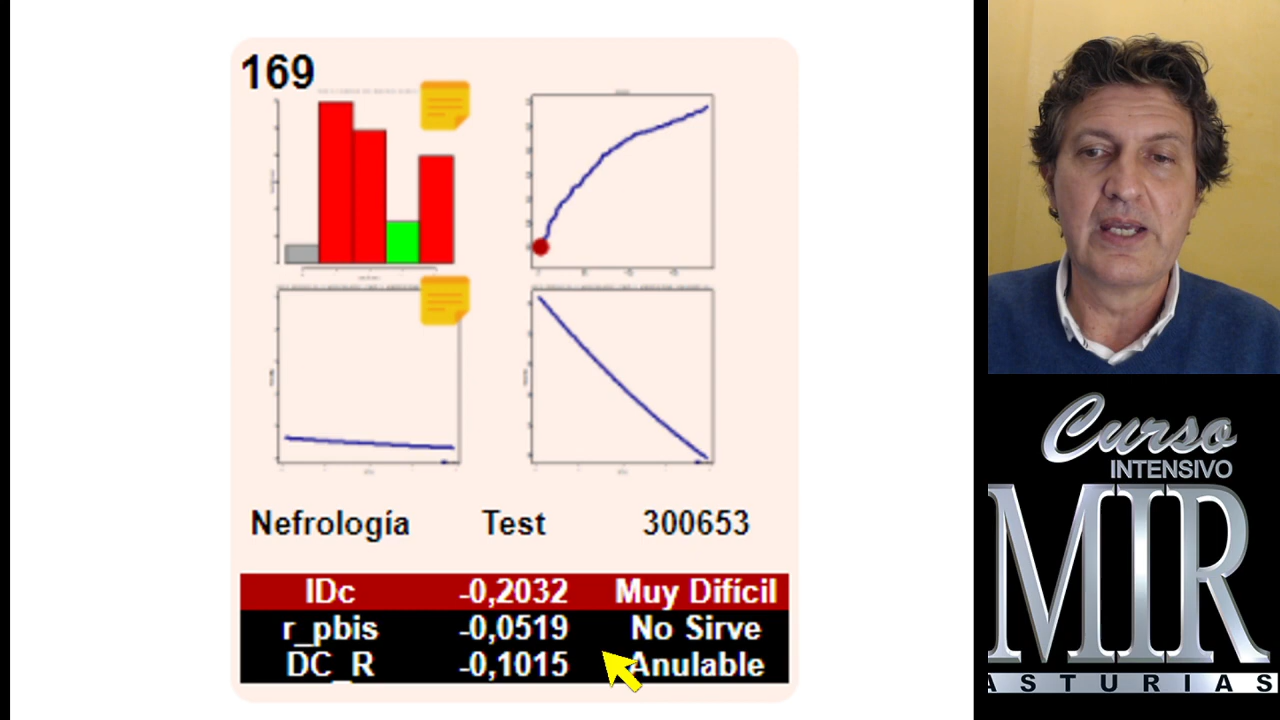 169
Nefrología Test 300653
IDc -0,2032 Muy Difícil
r_pbis -0,0519 No Sirve
DC_R -0,1015 Anulable
Curso
INTENSIVO
MIR
ASTURIAS